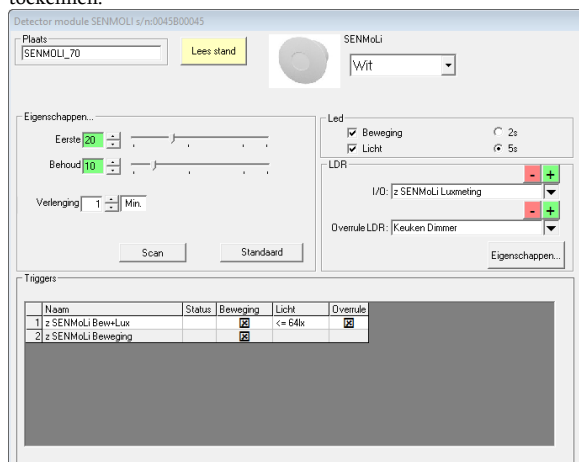 Detector module SENMOLI s/n:0045B00045
Plaats
SENMOLI_70
Lees stand
SENMoLi
Wit
Eigenschappen...
Eerste 20
Behoud 10
Verlenging 1 Min.
Scan
Standaard
Led
Beweging
2s
Licht
5s
LDR
- +
I/O: z SENMoLi Luxmeting
- +
Overrule LDR: Keuken Dimmer
Eigenschappen...
Triggers
Naam Status Beweging Licht Overrule
1 z SENMoLi Bew+Lux <= 64lx
2 z SENMoLi Beweging